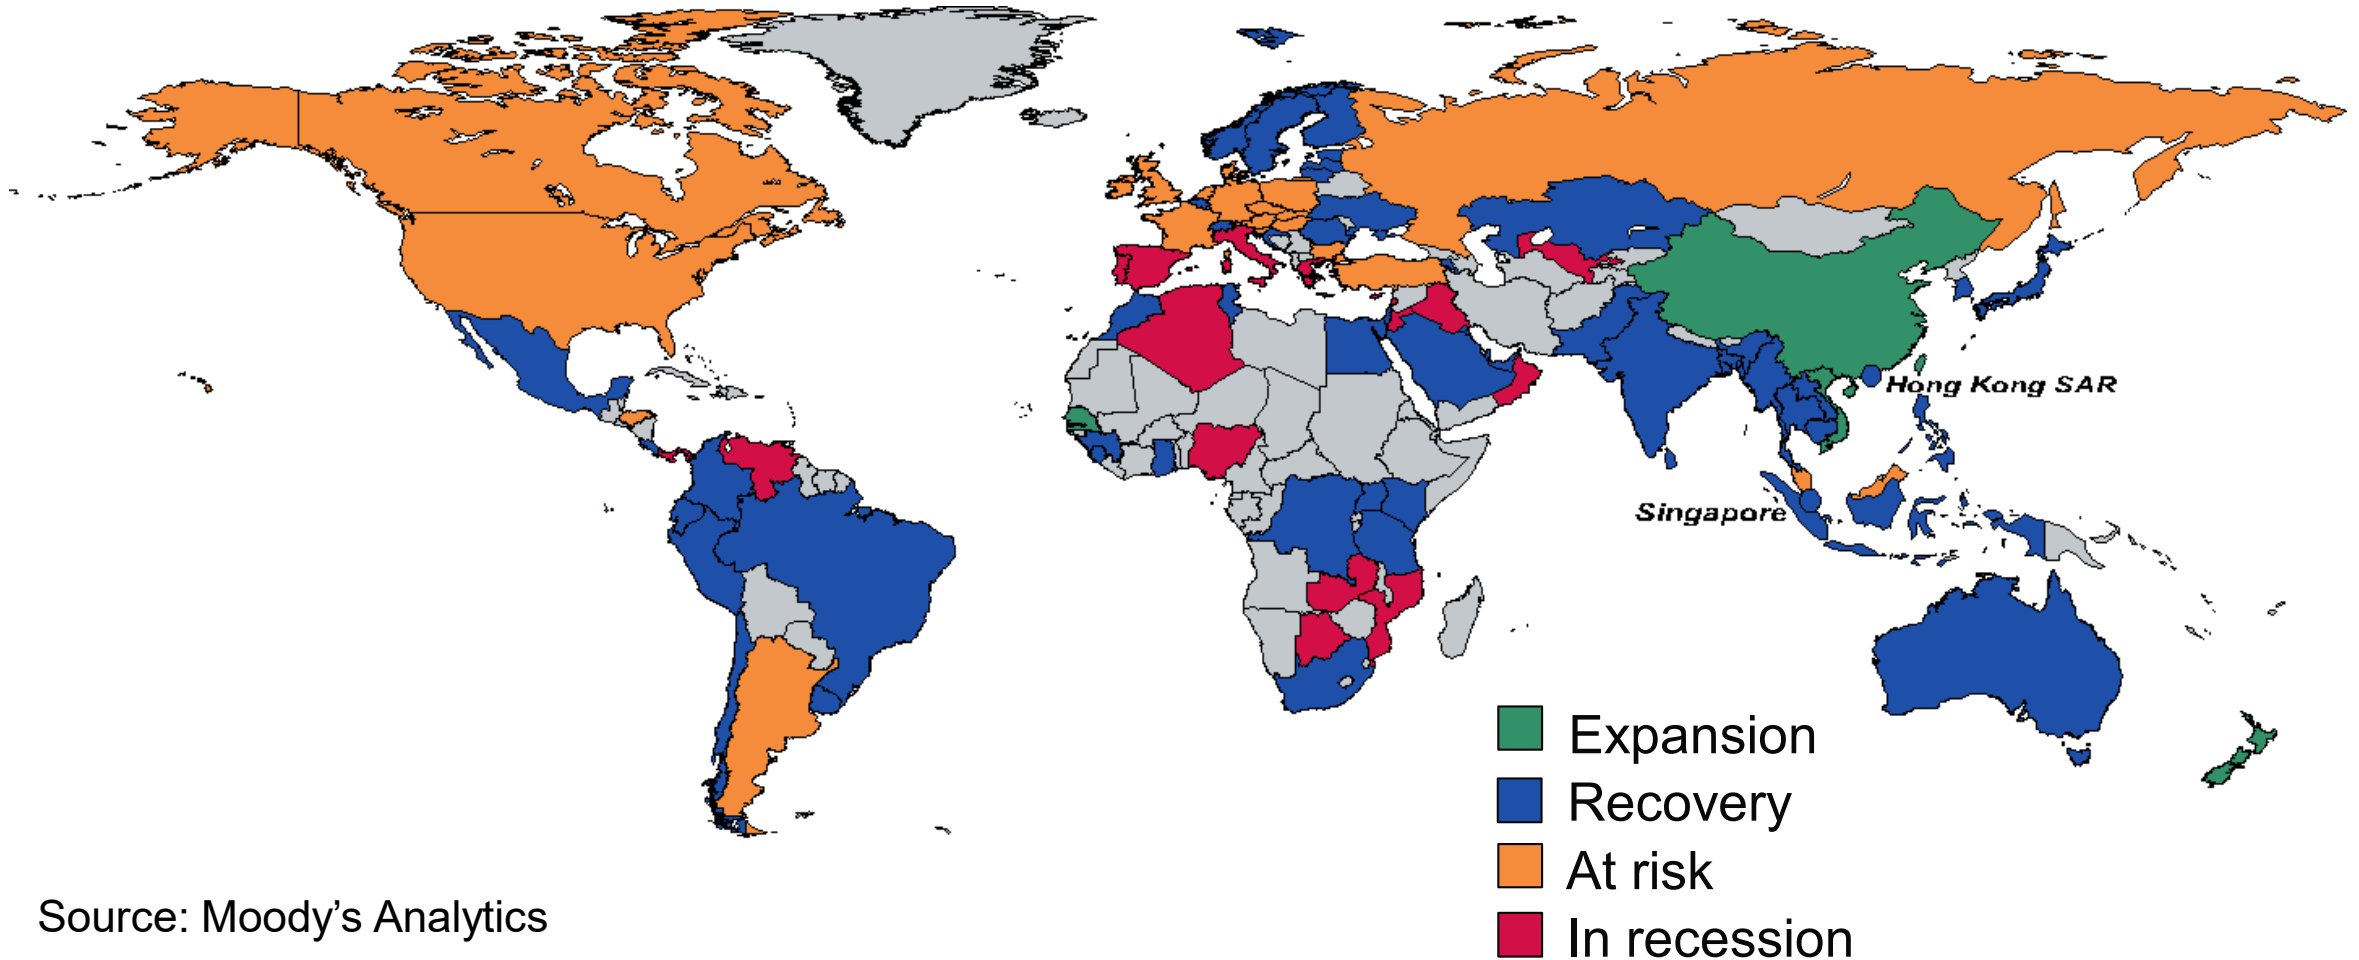 Hong Kong SAR
Singapore
Expansion
Recovery
At risk
In recession
Source: Moody’s Analytics